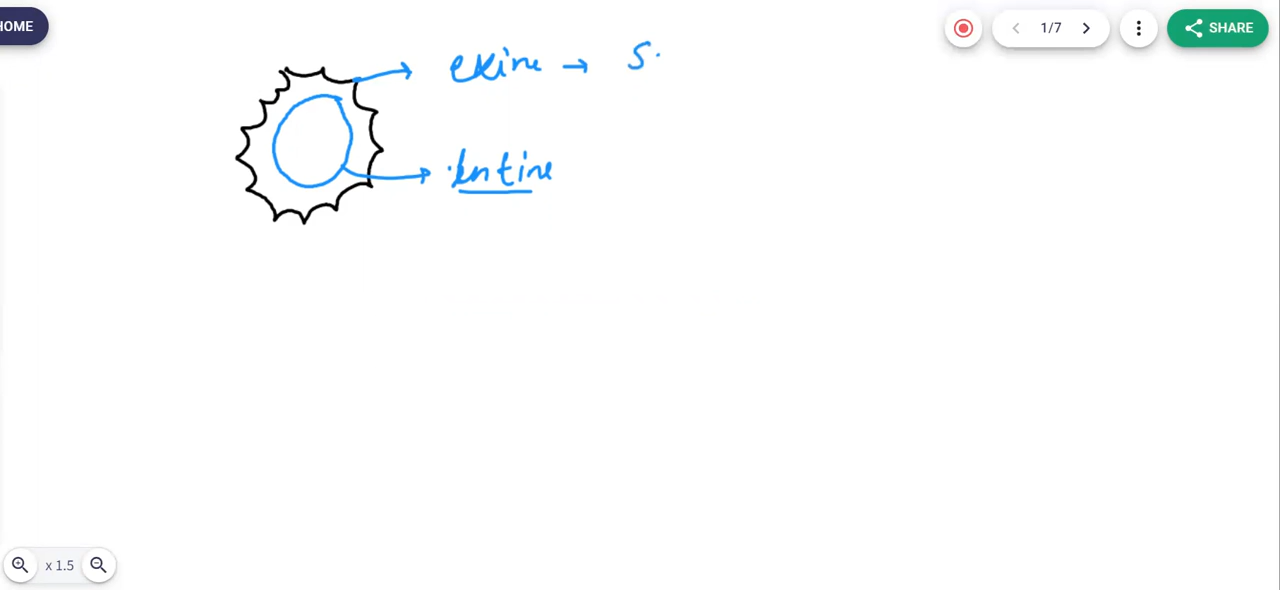 HOME
1/7
SHARE
exine → S.
intine
x 1.5